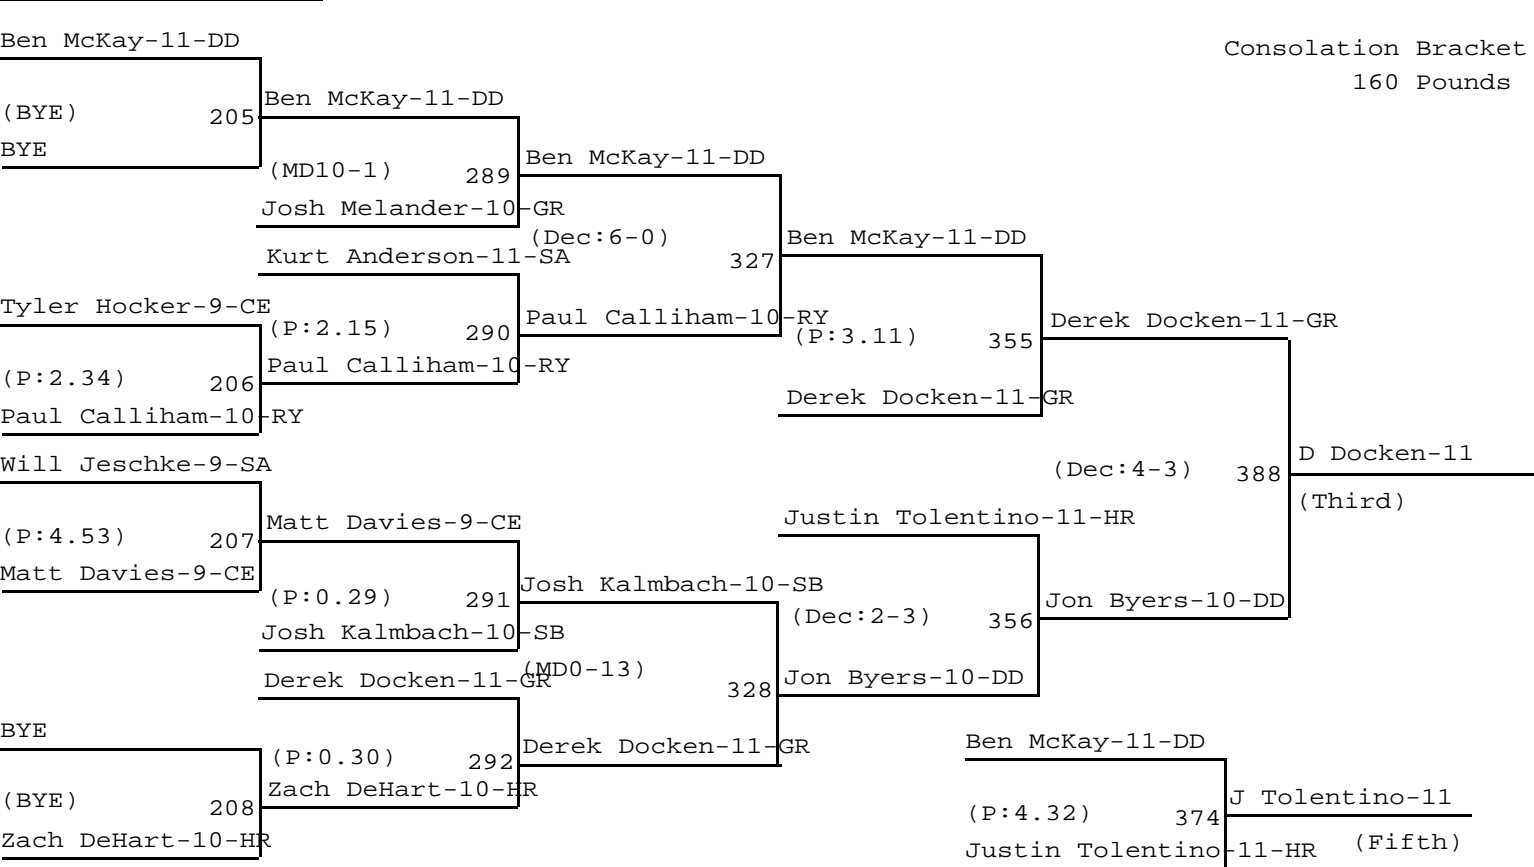 Consolation Bracket
160 Pounds
Ben McKay-11-DD
(BYE)
205
BYE
Ben McKay-11-DD
(MD10-1)
289
Josh Melander-10-GR
Ben McKay-11-DD
(Dec:6-0)
327
Kurt Anderson-11-SA
Tyler Hocker-9-CE
(P:2.34)
206
Paul Calliham-10-RY
(P:2.15)
290
Paul Calliham-10-RY
Paul Calliham-10-RY
Ben McKay-11-DD
(P:3.11)
355
Derek Docken-11-GR
Derek Docken-11-GR
(Dec:4-3)
388
D Docken-11
(Third)
Will Jeschke-9-SA
(P:4.53)
207
Matt Davies-9-CE
Matt Davies-9-CE
(P:0.29)
291
Josh Kalmbach-10-SB
Josh Kalmbach-10-SB
(MD0-13)
328
Derek Docken-11-GR
BYE
(BYE)
208
Zach DeHart-10-HR
(P:0.30)
292
Zach DeHart-10-HR
Derek Docken-11-GR
Justin Tolentino-11-HR
(Dec:2-3)
356
Jon Byers-10-DD
Jon Byers-10-DD
Ben McKay-11-DD
(P:4.32)
374
Justin Tolentino-11-HR
J Tolentino-11
(Fifth)